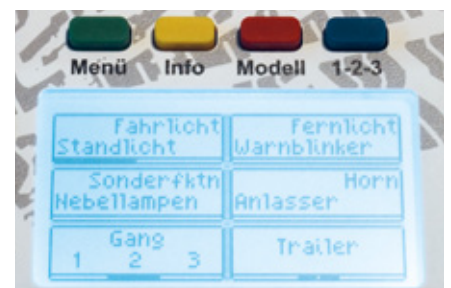 Menü Info Modell 1-2-3
Fahrlicht Fernlicht
Standlicht Warnblinker
Sonderfktn Horn
Nebellampen Anlasser
Gang Trailer
1 2 3